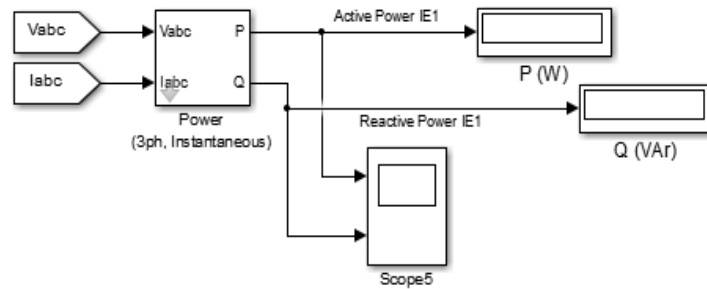 Vabc
Vabc
P
Active Power IE1
P (W)
Iabc
Iabc
Q
Power
(3ph, Instantaneous)
Reactive Power IE1
Q (VAr)
Scope5